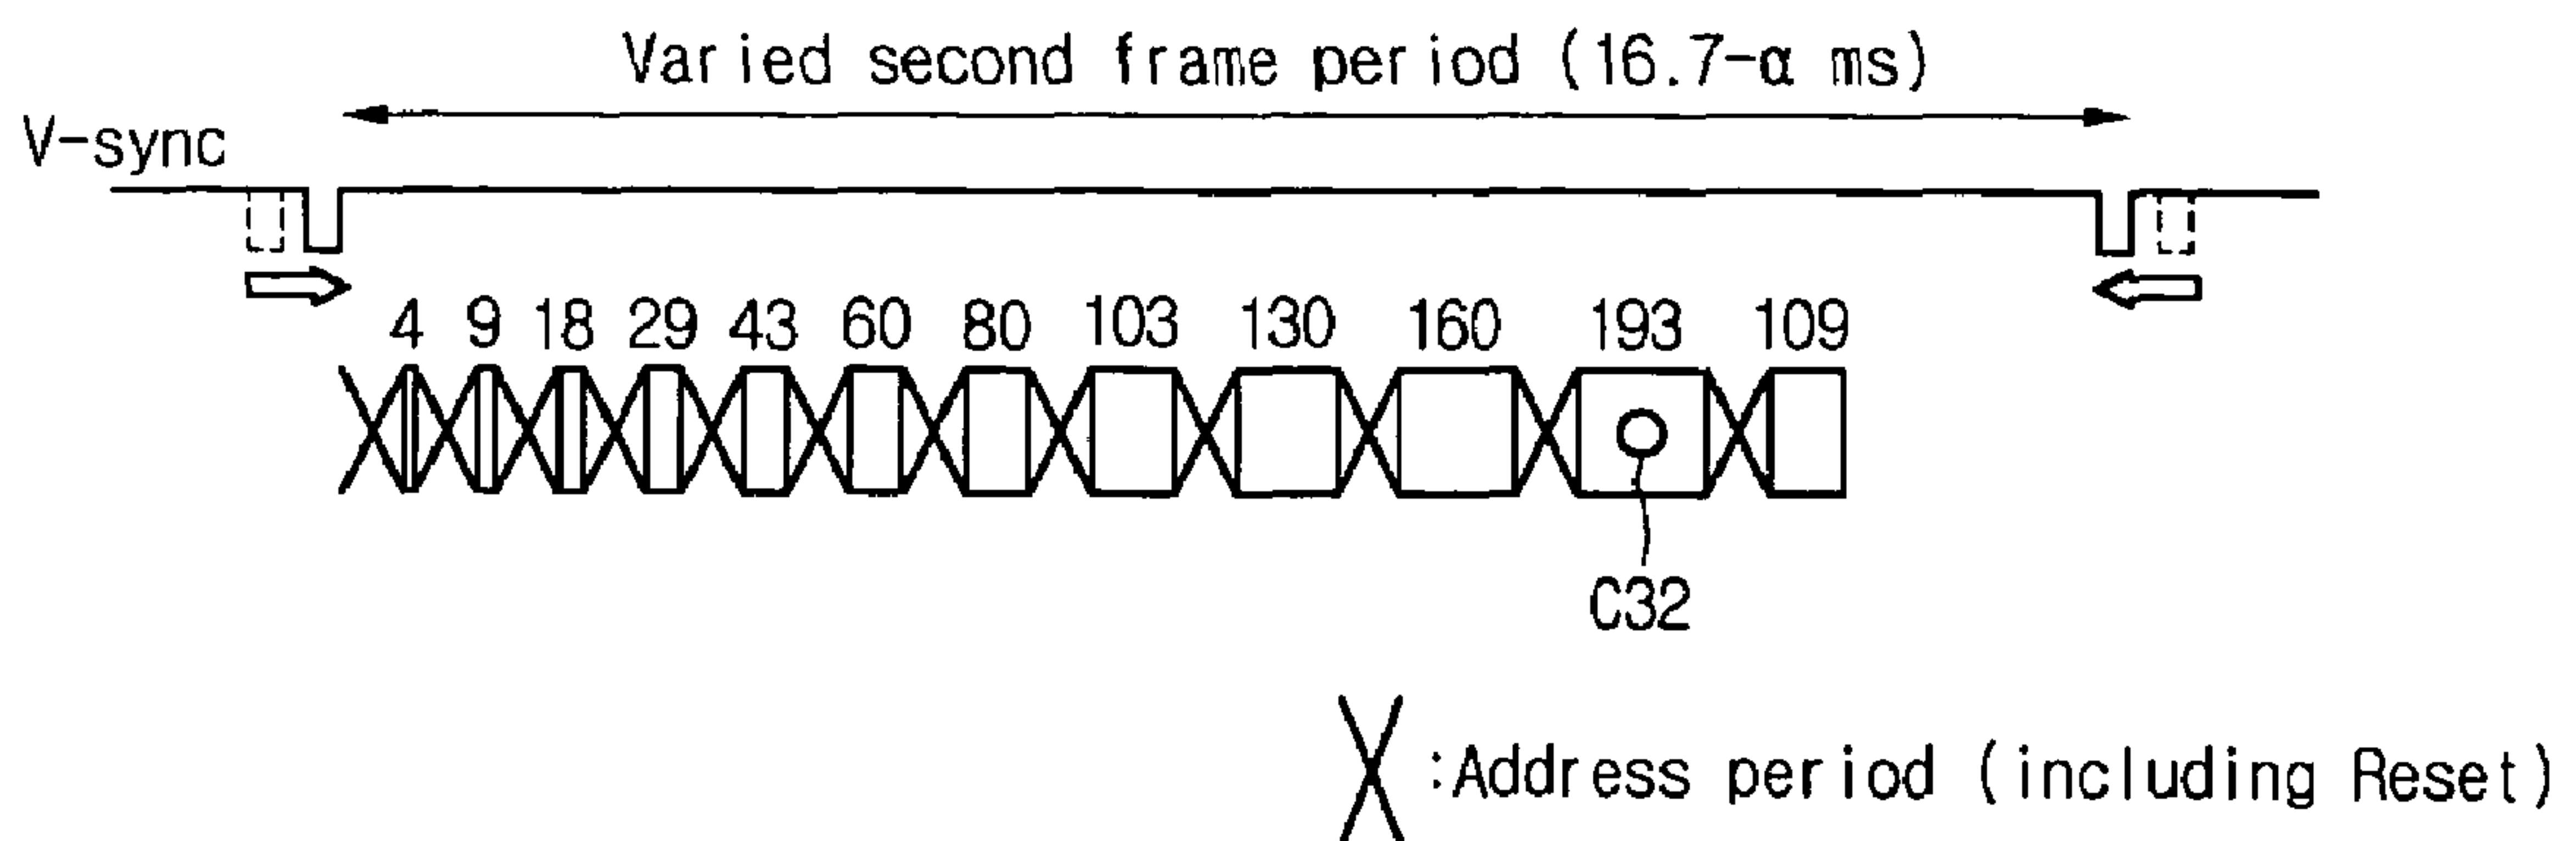 Varied second frame period (16.7-α ms)
V-sync
4 9 18 29 43 60 80 103 130 160 193 109
C32
:Address period (including Reset)